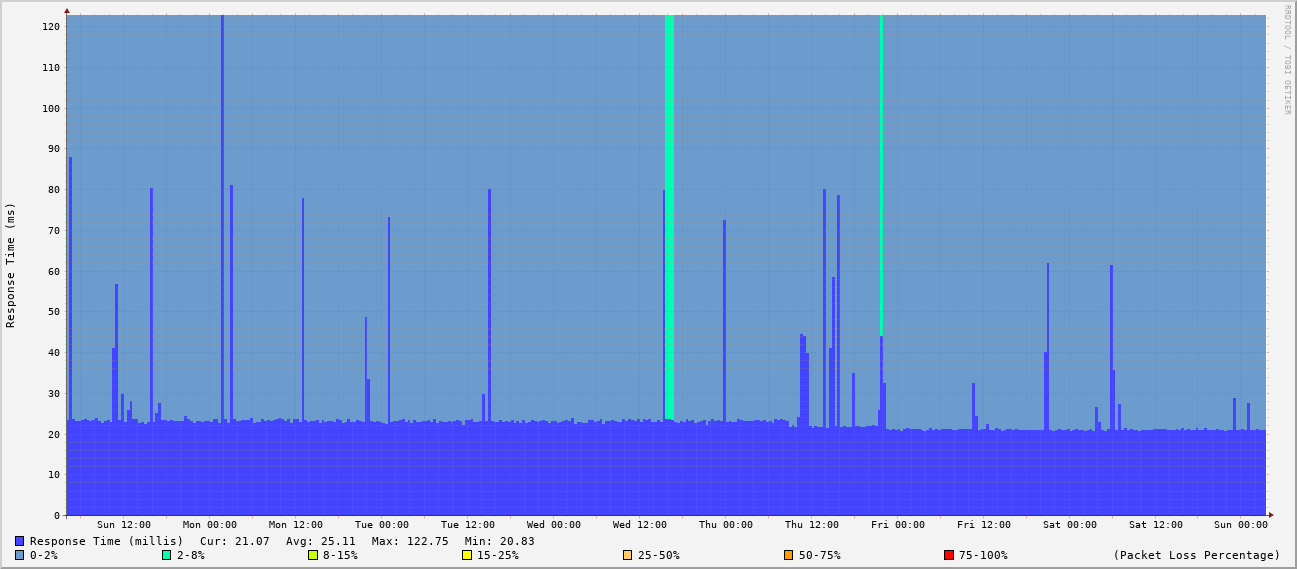 RRDTOOL / TOBI OETIKER
Response Time (ms)
120
110
100
90
80
70
60
50
40
30
20
10
0
Sun 12:00 Mon 00:00 Mon 12:00 Tue 00:00 Tue 12:00 Wed 00:00 Wed 12:00 Thu 00:00 Thu 12:00 Fri 00:00 Fri 12:00 Sat 00:00 Sat 12:00 Sun 00:00
Response Time (millis) Cur: 21.07 Avg: 25.11 Max: 122.75 Min: 20.83
0-2% 2-8% 8-15% 15-25% 25-50% 50-75% 75-100% (Packet Loss Percentage)